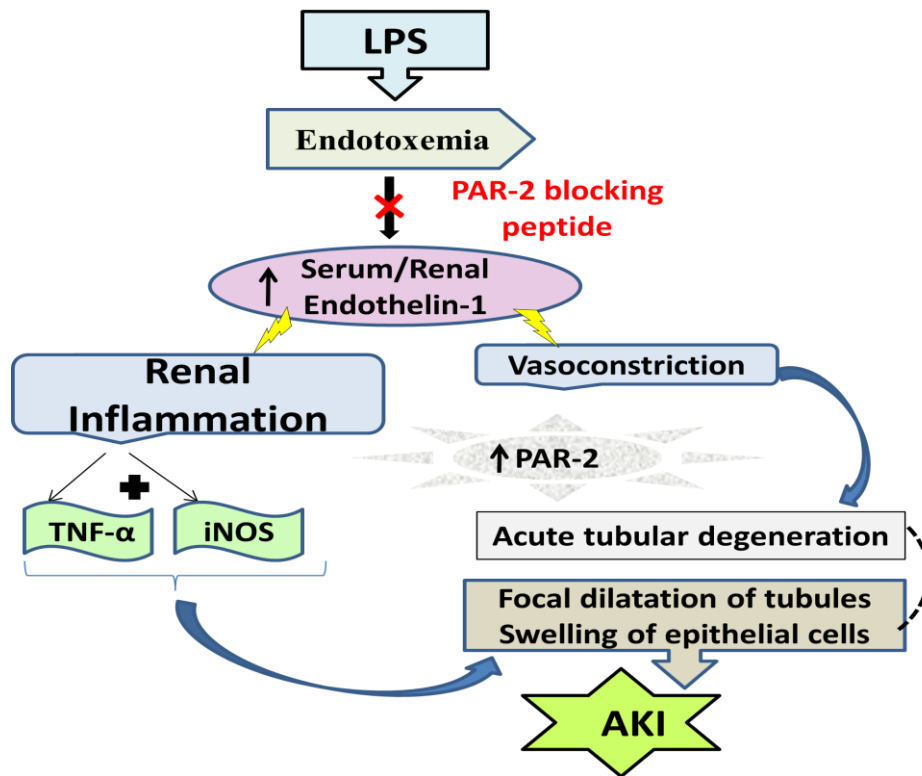 LPS
Endotoxemia
PAR-2 blocking
peptide
↑ Serum/Renal
Endothelin-1
Renal
Inflammation
Vasoconstriction
↑ PAR-2
TNF-α
iNOS
Acute tubular degeneration
Focal dilatation of tubules
Swelling of epithelial cells
AKI